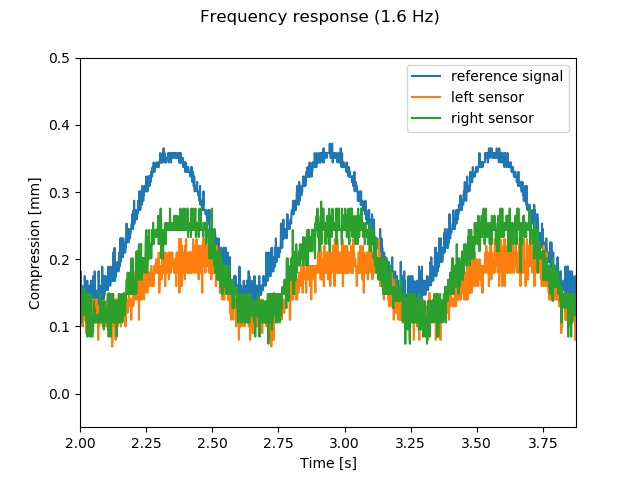 Frequency response (1.6 Hz)
reference signal
left sensor
right sensor
Compression [mm]
0.5
0.4
0.3
0.2
0.1
0.0
2.00 2.25 2.50 2.75 3.00 3.25 3.50 3.75
Time [s]